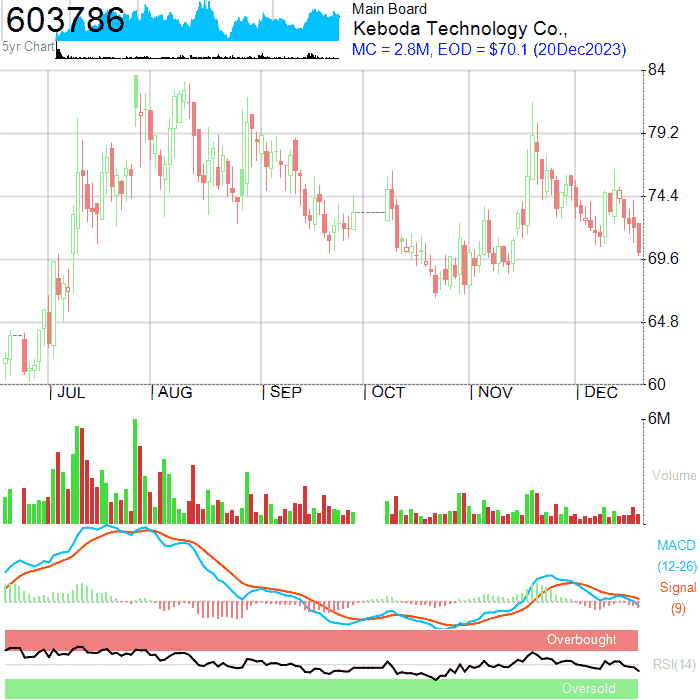 603786
5yr Chart
Main Board
Keboda Technology Co.,
MC = 2.8M, EOD = $70.1 (20Dec2023)
84
79.2
74.4
69.6
64.8
60
| JUL | AUG | SEP | OCT | NOV | DEC
6M
Volume
MACD
(12-26)
Signal
(9)
Overbought
RSI(14)
Oversold